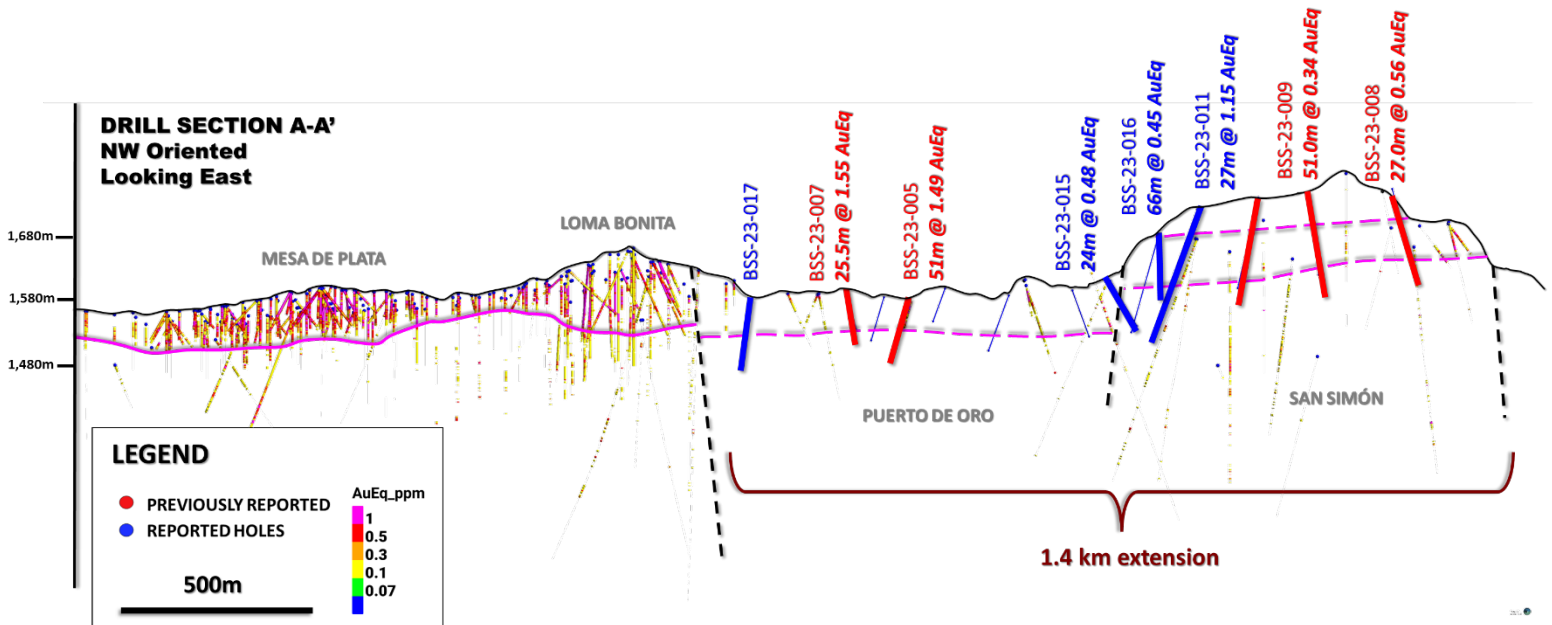 DRILL SECTION A-A'
NW Oriented
Looking East
1,680m
1,580m
1,480m
MESA DE PLATA
LOMA BONITA
BSS-23-017
BSS-23-007
25.5m @ 1.55 AuEq
BSS-23-005
51m @ 1.49 AuEq
BSS-23-015
24m @ 0.48 AuEq
BSS-23-016
66m @ 0.45 AuEq
BSS-23-011
27m @ 1.15 AuEq
BSS-23-009
51.0m @ 0.34 AuEq
BSS-23-008
27.0m @ 0.56 AuEq
PUERTO DE ORO
SAN SIMÓN
1.4 km extension
LEGEND
PREVIOUSLY REPORTED
REPORTED HOLES
500m
AuEq_ppm
1
0.5
0.3
0.1
0.07